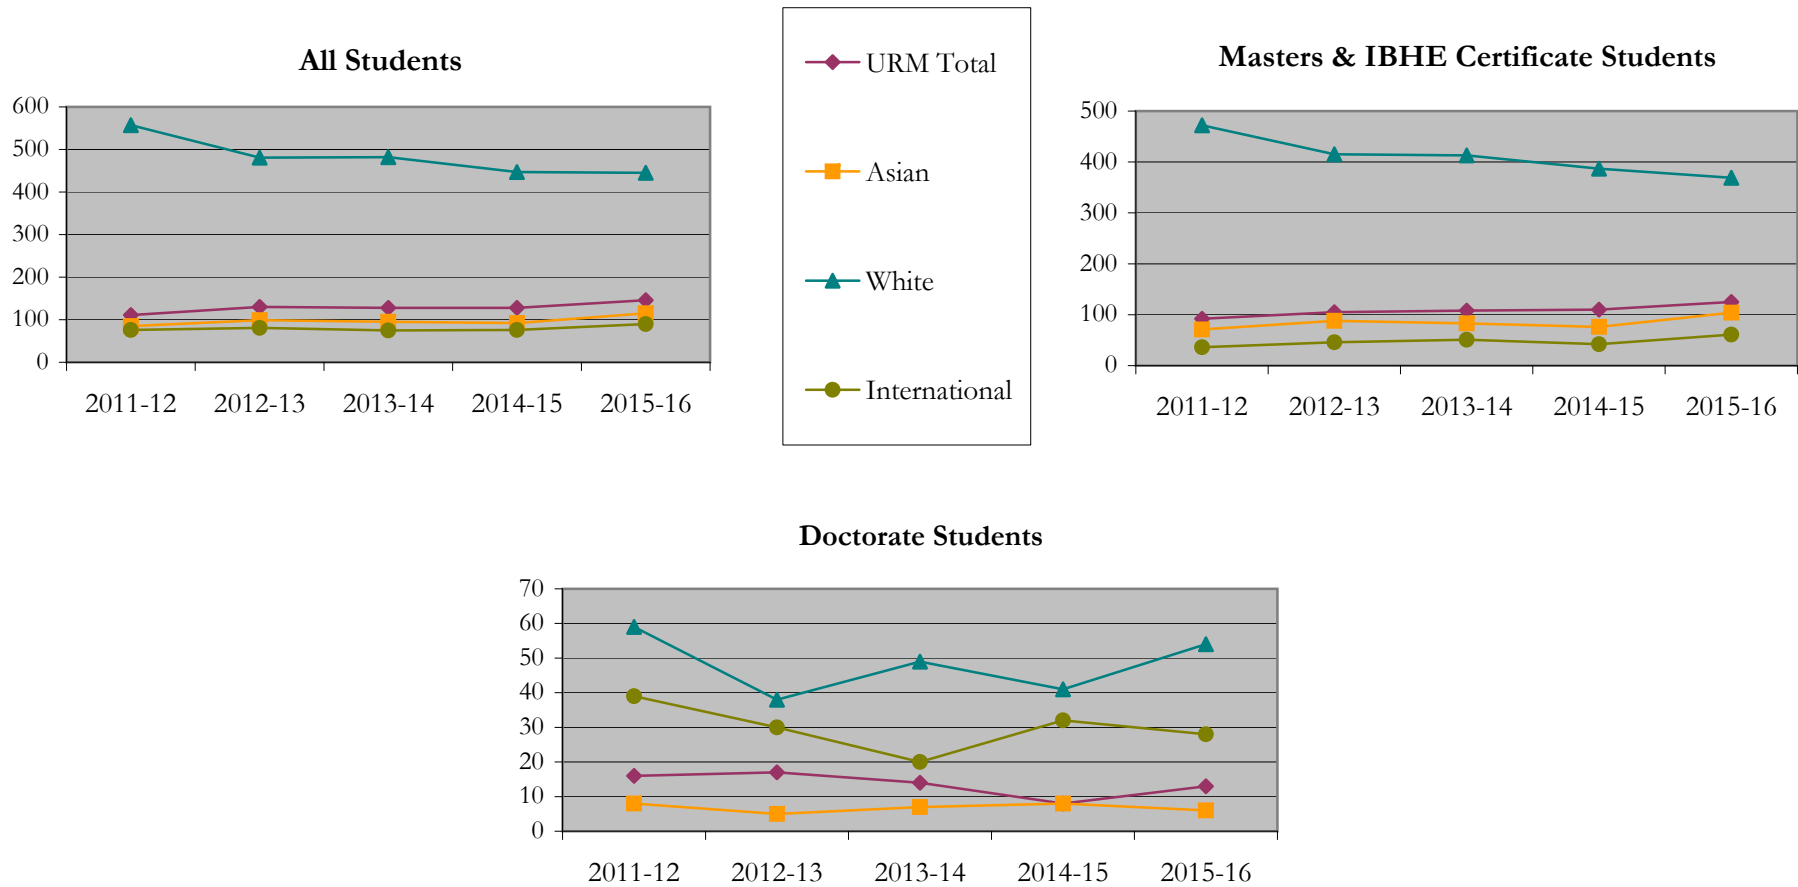 All Students
600
500
400
300
200
100
0
2011-12 2012-13 2013-14 2014-15 2015-16
URM Total
Asian
White
International
Masters & IBHE Certificate Students
500
400
300
200
100
0
2011-12 2012-13 2013-14 2014-15 2015-16
Doctorate Students
70
60
50
40
30
20
10
0
2011-12 2012-13 2013-14 2014-15 2015-16